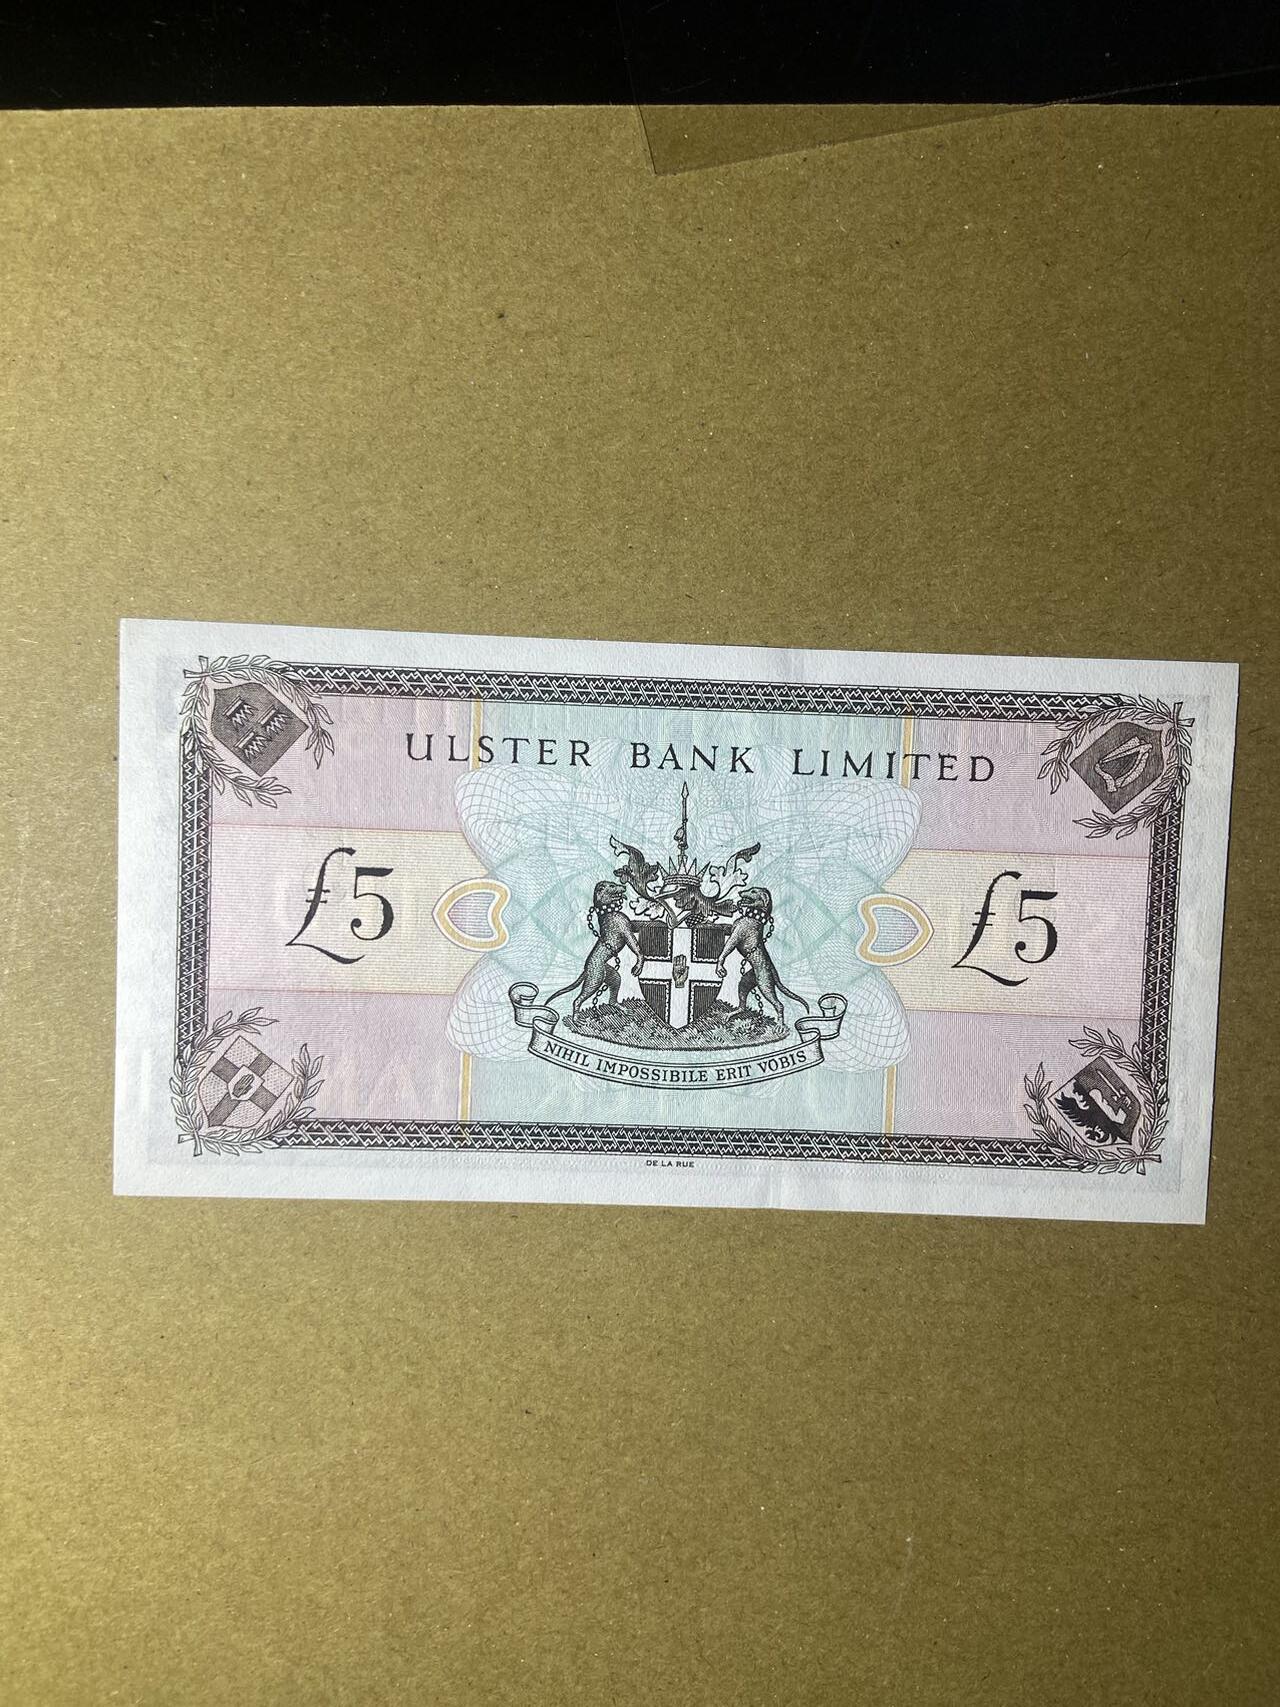 ULSTER BANK LIMITED
£5
£5
NIHIL IMPOSSIBILE ERIT VOBIS
DE LA RUE